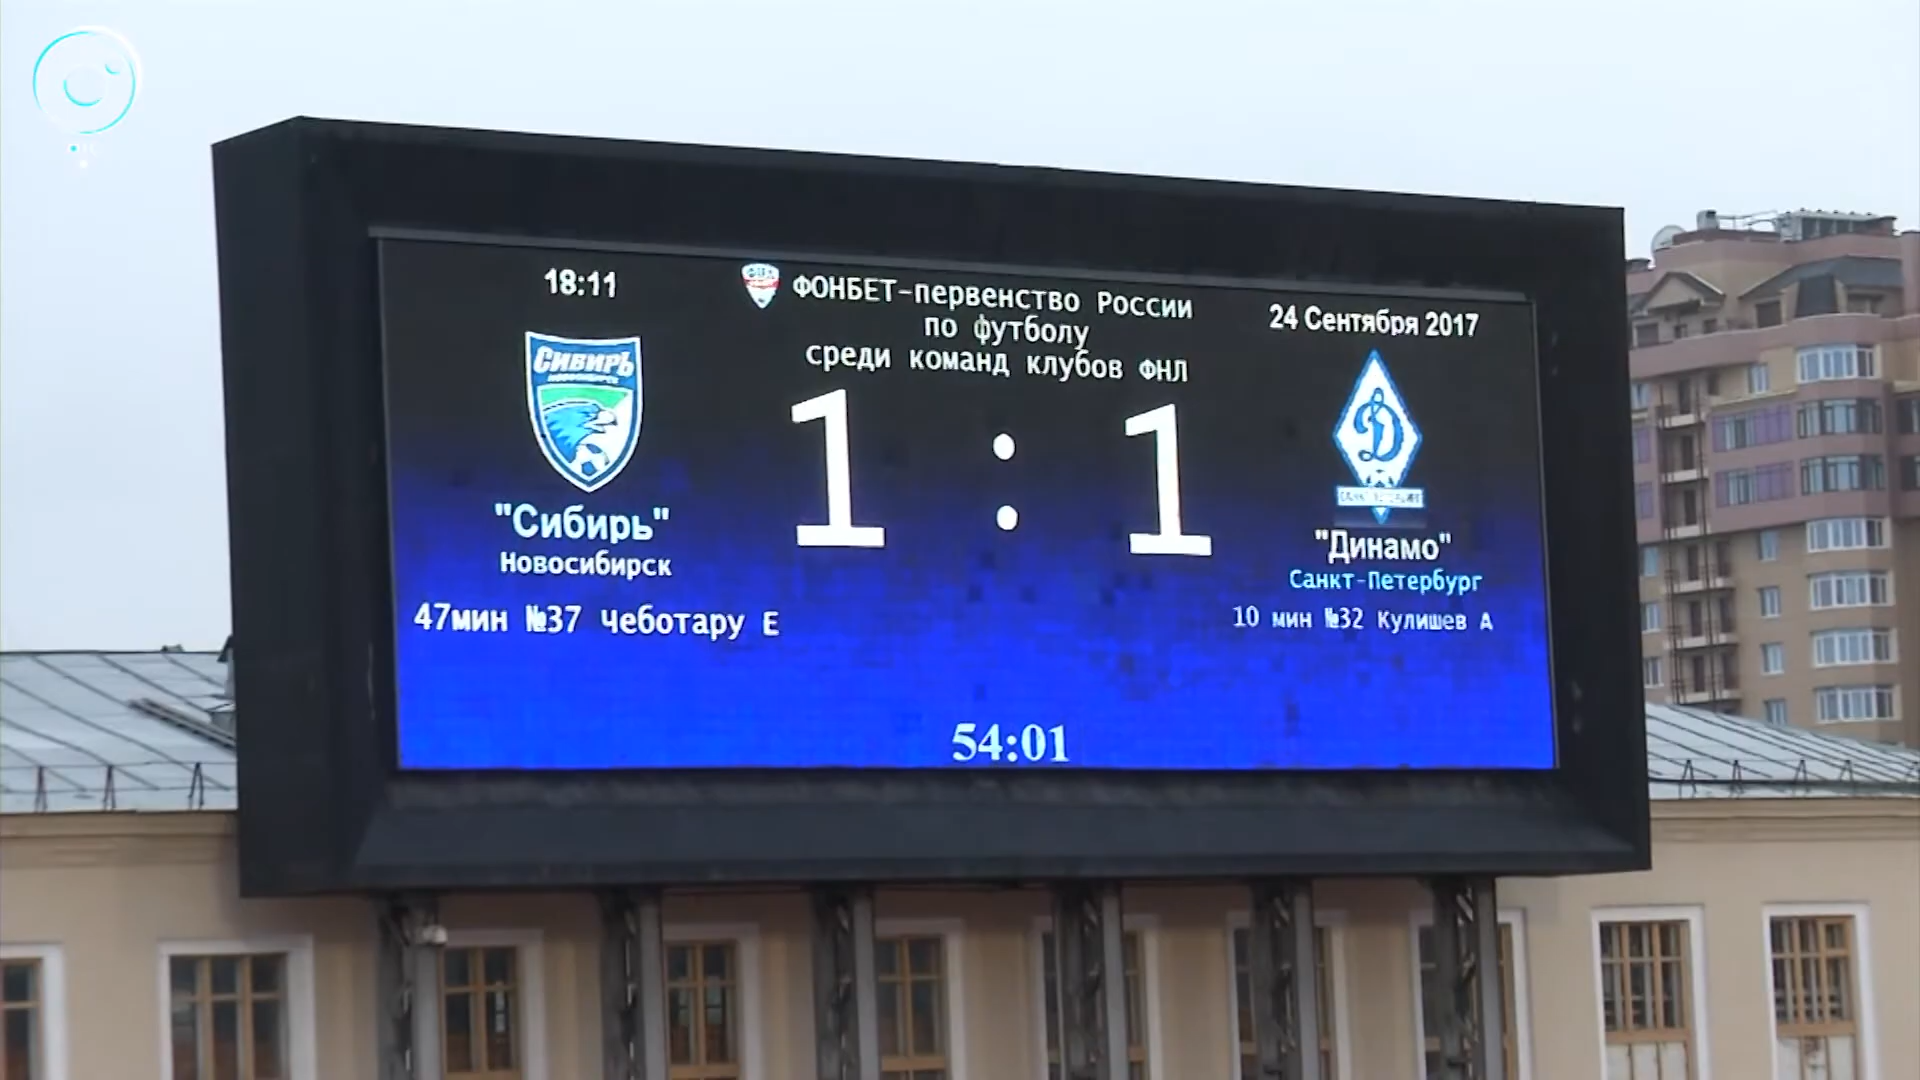 18:11
ФОНБЕТ-первенство России
по футболу
среди команд клубов ФНЛ
24 Сентября 2017
СИБИРЬ
НОВОСИБИРСК
1 : 1
"Сибирь"
Новосибирск
"Динамо"
Санкт-Петербург
47мин №37 Чеботару Е
10 мин №32 Кулишев А
54:01